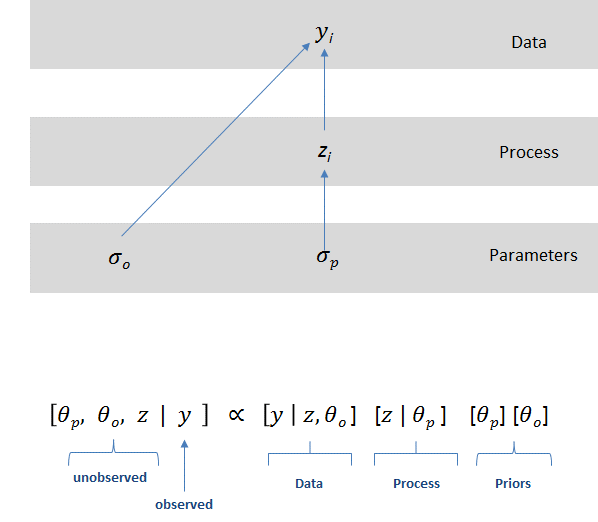 yᵢ Data
zᵢ Process
σₒ σₚ Parameters
[θₚ, θₒ, z | y ] ∝ [y | z, θₒ] [z | θₚ ] [θₚ] [θₒ]
unobserved Data Process Priors
observed